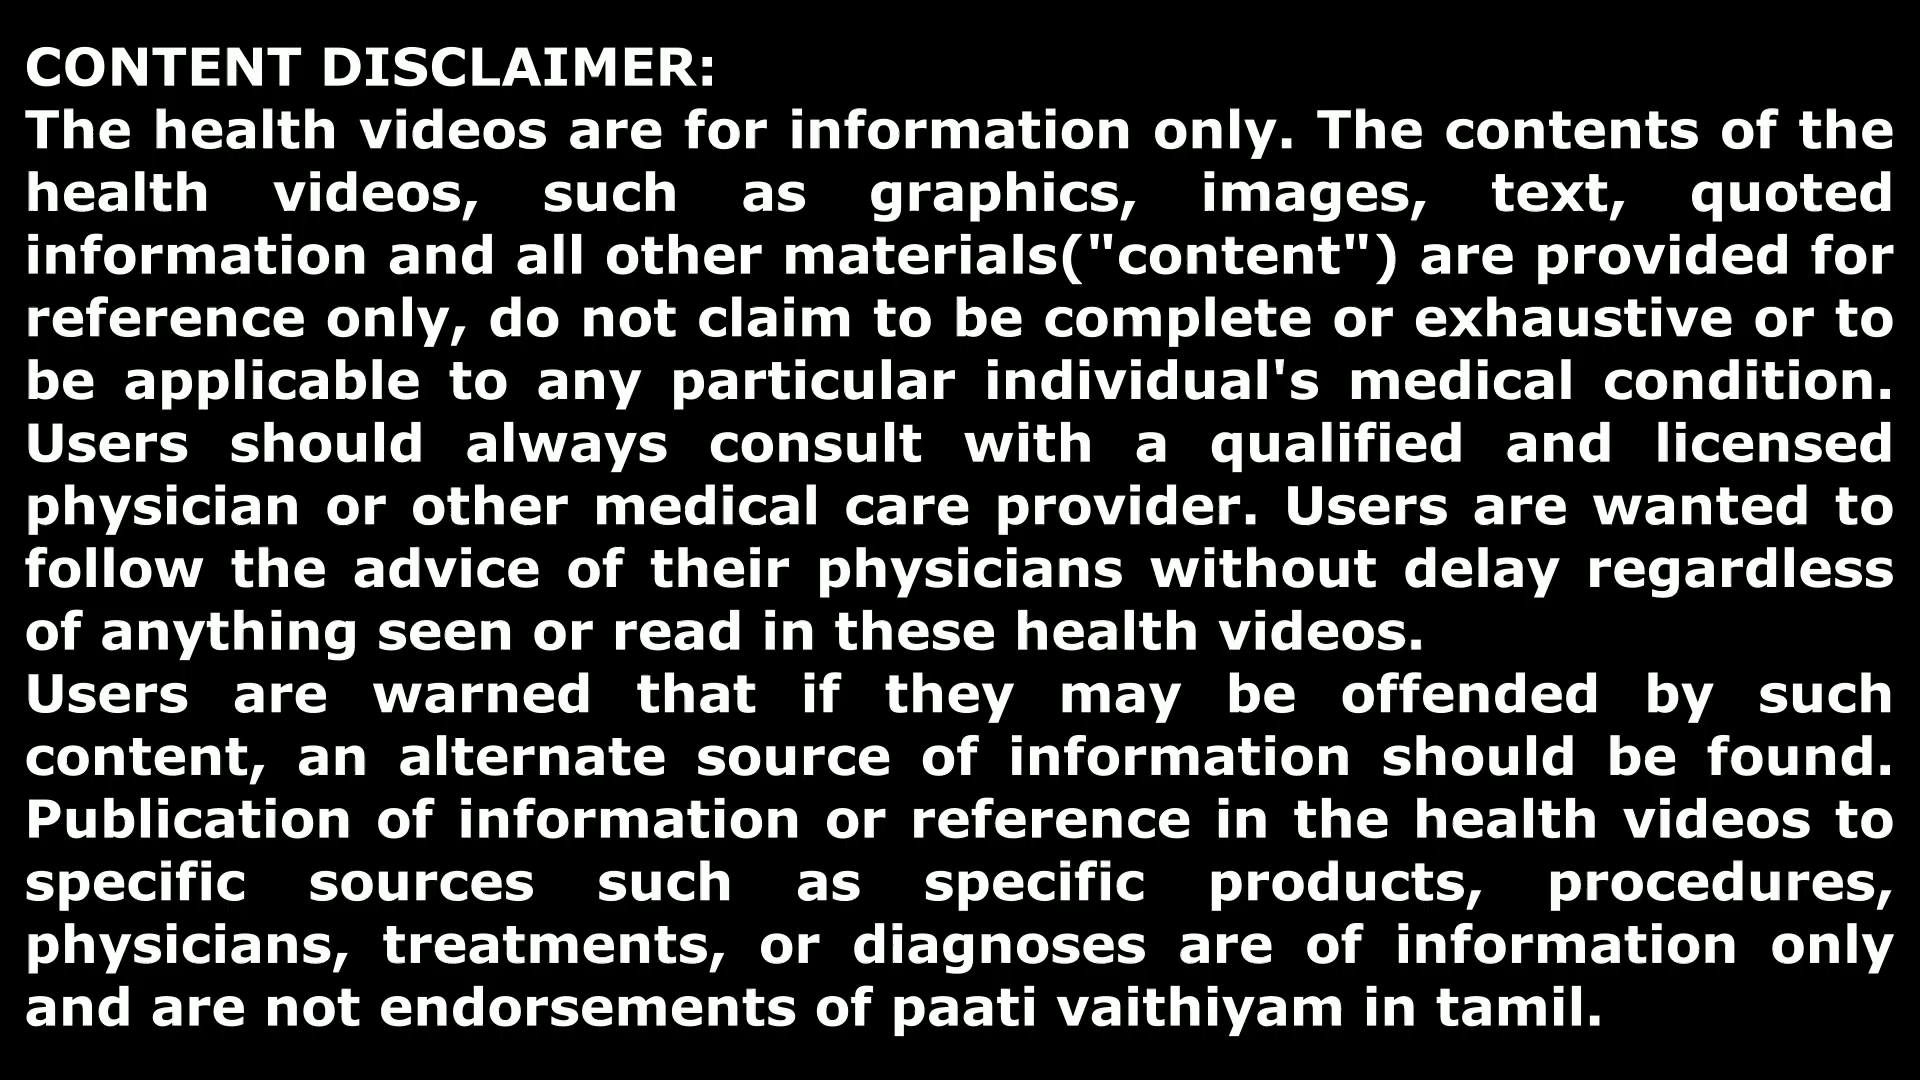 CONTENT DISCLAIMER:
The health videos are for information only. The contents of the
health videos, such as graphics, images, text, quoted
information and all other materials("content") are provided for
reference only, do not claim to be complete or exhaustive or to
be applicable to any particular individual's medical condition.
Users should always consult with a qualified and licensed
physician or other medical care provider. Users are wanted to
follow the advice of their physicians without delay regardless
of anything seen or read in these health videos.
Users are warned that if they may be offended by such
content, an alternate source of information should be found.
Publication of information or reference in the health videos to
specific sources such as specific products, procedures,
physicians, treatments, or diagnoses are of information only
and are not endorsements of paati vaithiyam in tamil.